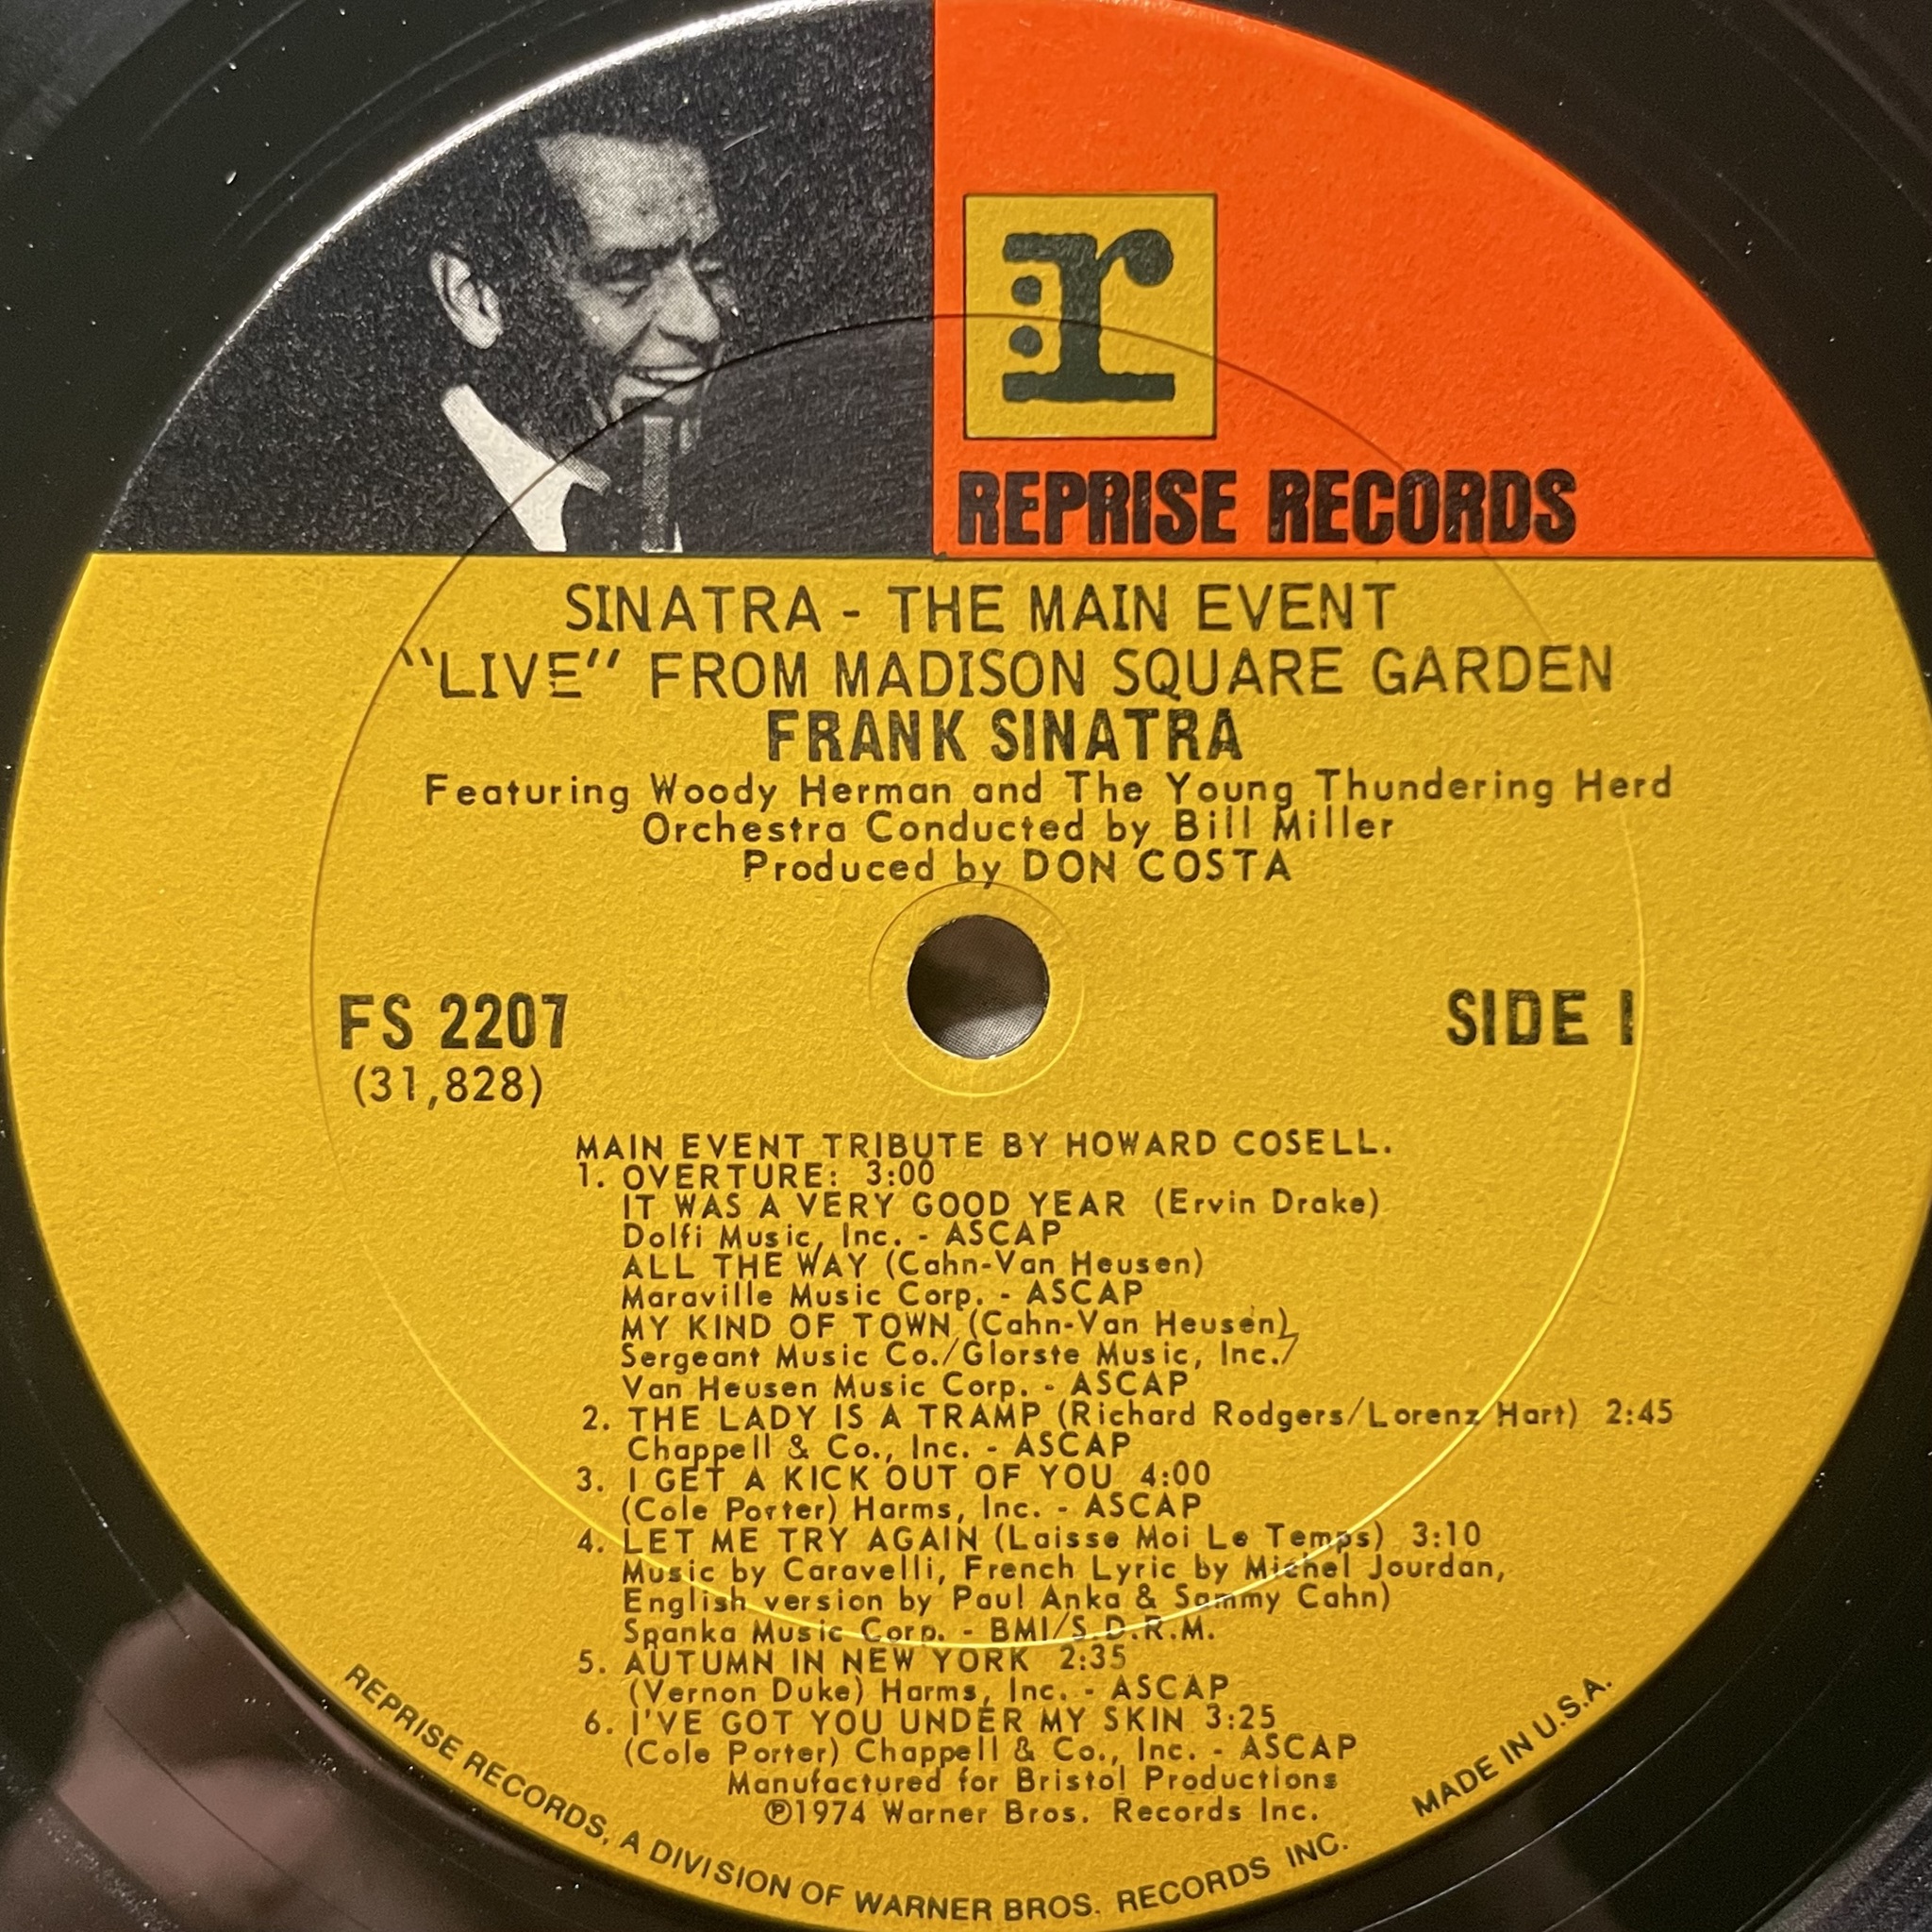 r:
REPRISE RECORDS
SINATRA - THE MAIN EVENT
"LIVE" FROM MADISON SQUARE GARDEN
FRANK SINATRA
Featuring Woody Herman and The Young Thundering Herd
Orchestra Conducted by Bill Miller
Produced by DON COSTA
FS 2207
(31,828)
SIDE 1
MAIN EVENT TRIBUTE BY HOWARD COSELL.
1. OVERTURE: 3:00
IT WAS A VERY GOOD YEAR (Ervin Drake)
Dolfi Music, Inc. - ASCAP
ALL THE WAY (Cahn-Van Heusen)
Maraville Music Corp. - ASCAP
MY KIND OF TOWN (Cahn-Van Heusen)
Sergeant Music Co./Glorste Music, Inc./
Van Heusen Music Corp. - ASCAP
2. THE LADY IS A TRAMP (Richard Rodgers/Lorenz Hart) 2:45
Chappell & Co., Inc. - ASCAP
3. I GET A KICK OUT OF YOU 4:00
(Cole Porter) Harms, Inc. - ASCAP
4. LET ME TRY AGAIN (Laisse Moi Le Temps) 3:10
Music by Caravelli, French Lyric by Michel Jourdan,
English version by Paul Anka & Sammy Cahn)
Spanka Music Corp. - BMI/S.D.R.M.
5. AUTUMN IN NEW YORK 2:35
(Vernon Duke) Harms, Inc. - ASCAP
6. I'VE GOT YOU UNDER MY SKIN 3:25
(Cole Porter) Chappell & Co., Inc. - ASCAP
Manufactured for Bristol Productions
℗1974 Warner Bros. Records Inc.
REPRISE RECORDS, A DIVISION OF WARNER BROS. RECORDS INC. MADE IN U.S.A.